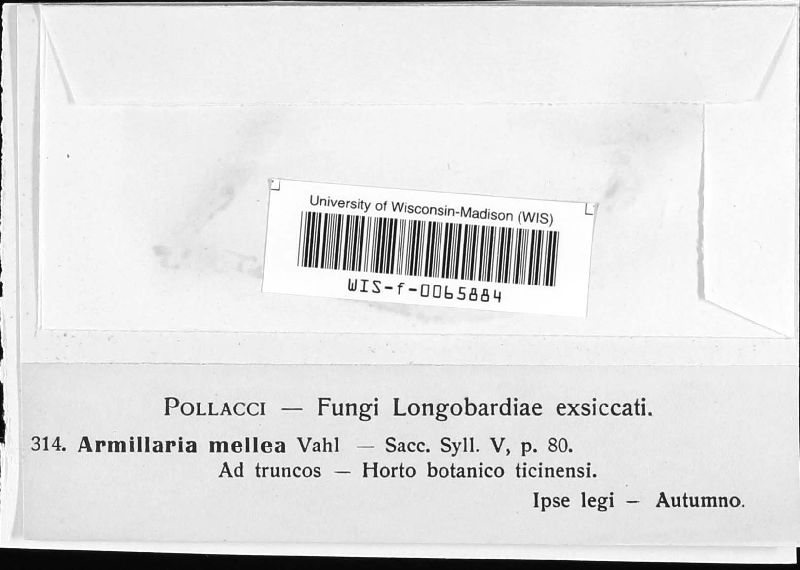 University of Wisconsin-Madison (WIS)
WIS-f-0065884
POLLACCI — Fungi Longobardiae exsiccati.
314. Armillaria mellea Vahl — Sacc. Syll. V, p. 80.
Ad truncos — Horto botanico ticinensi.
Ipse legi — Autumno.